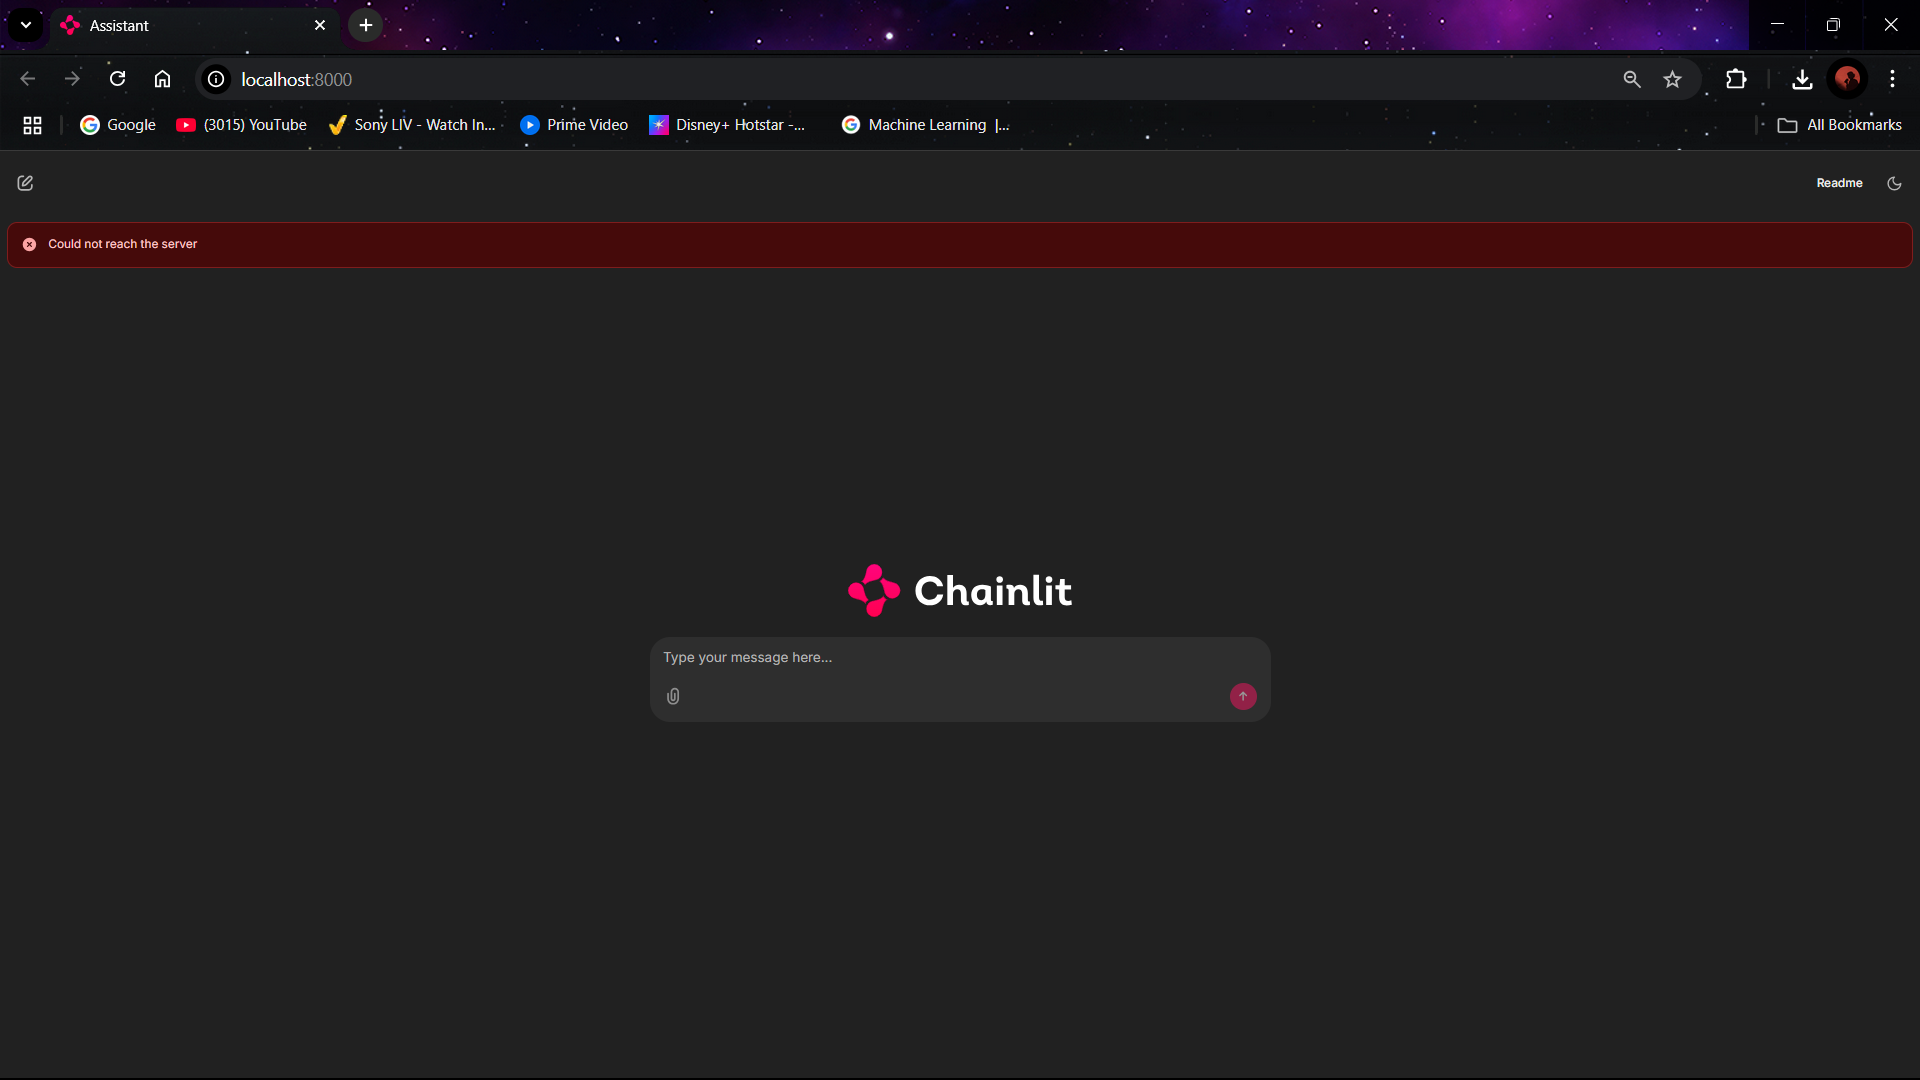 Assistant
localhost:8000
Google
(3015) YouTube
Sony LIV - Watch In...
Prime Video
Disney+ Hotstar -...
Machine Learning |...
All Bookmarks
Readme
Could not reach the server
Chainlit
Type your message here...